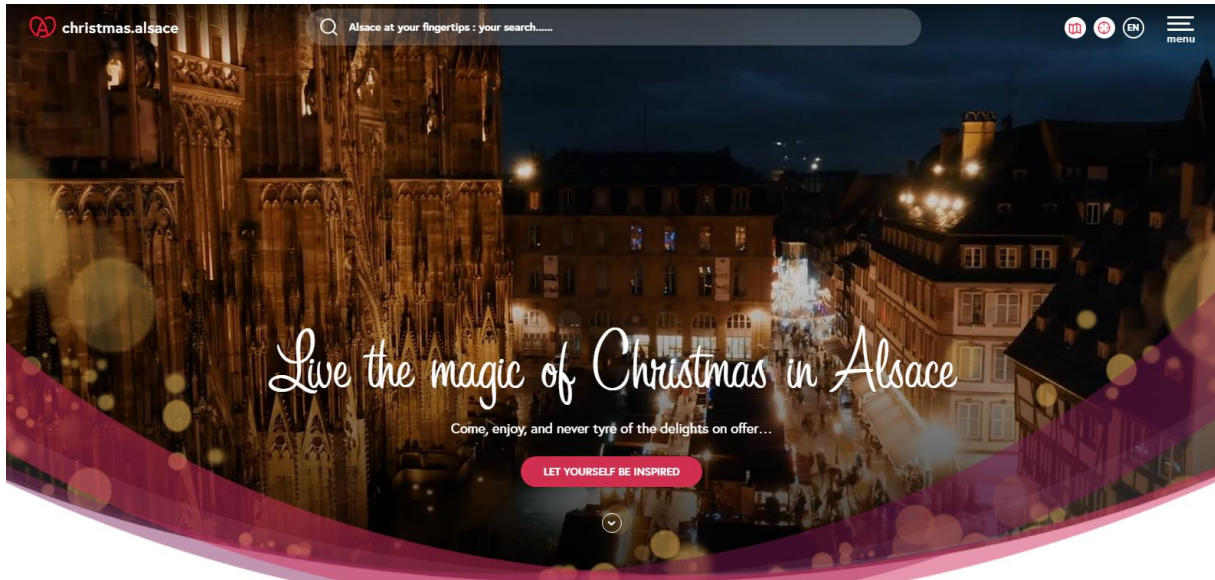 christmas.alsace
Alsace at your fingertips : your search......
EN
menu
Live the magic of Christmas in Alsace
Come, enjoy, and never tyre of the delights on offer...
LET YOURSELF BE INSPIRED